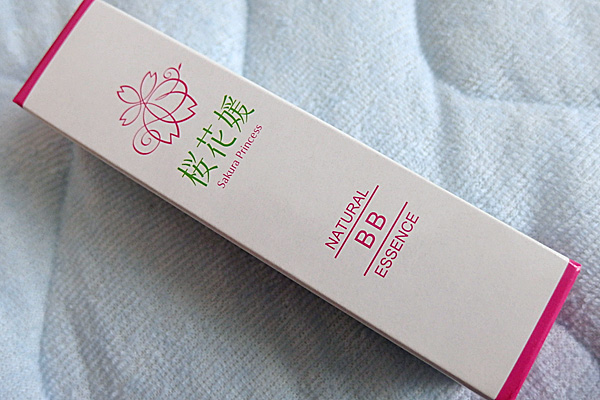 桜花媛
Sakura Princess
NATURAL
BB
ESSENCE